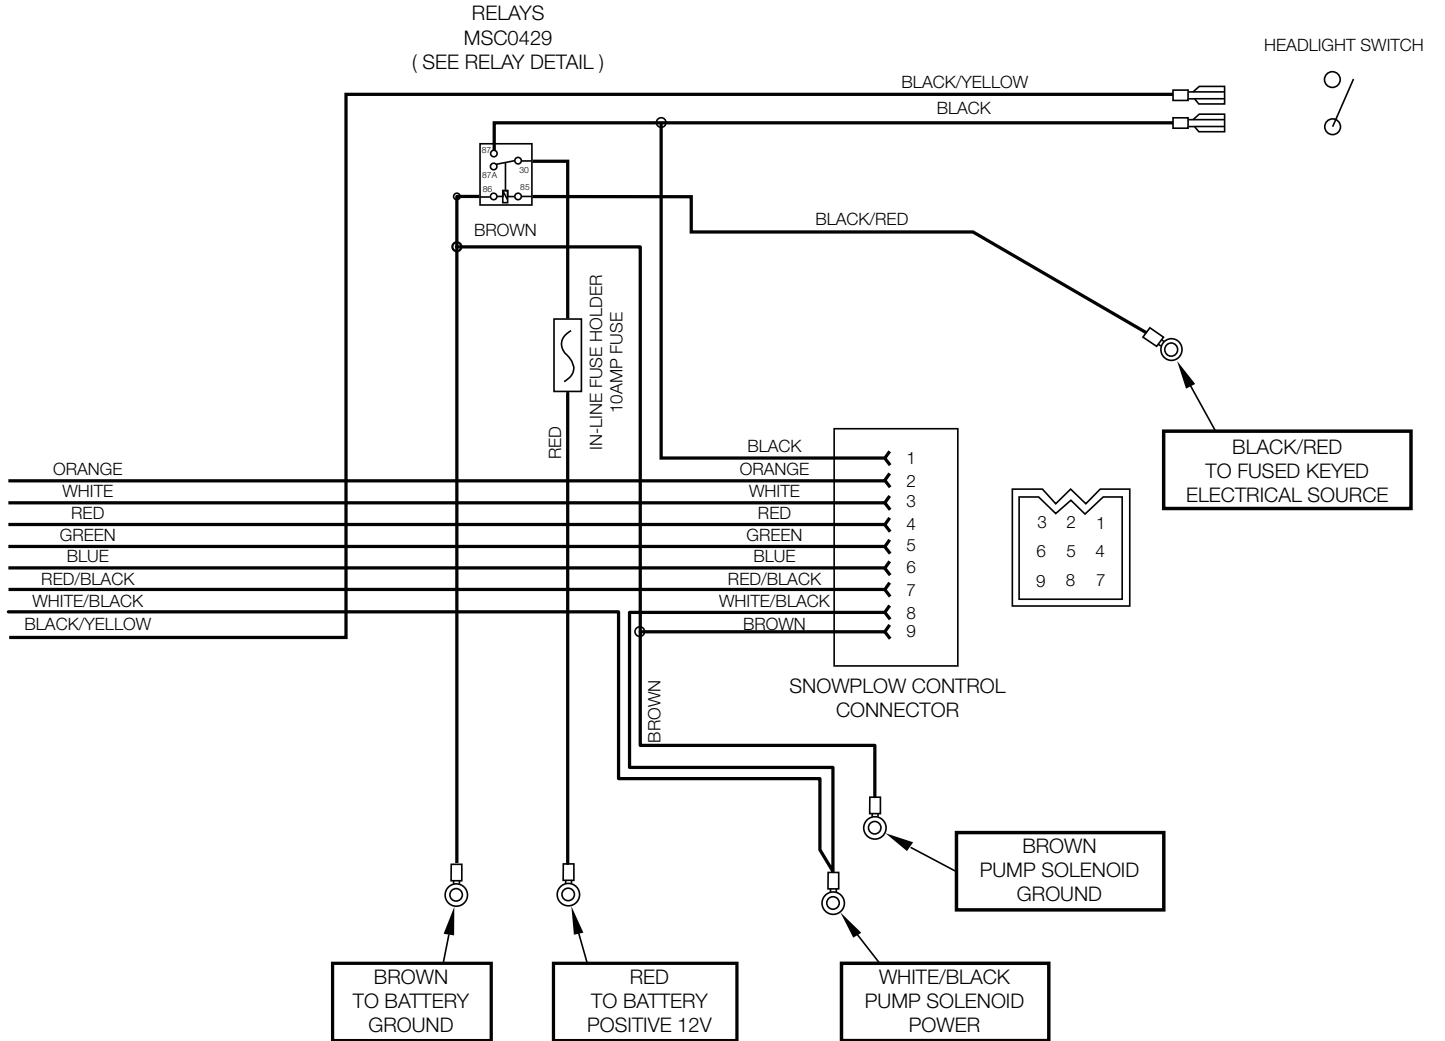 RELAYS
MSC0429
( SEE RELAY DETAIL )
HEADLIGHT SWITCH
BLACK/YELLOW
BLACK
87
87A
30
86
85
BROWN
BLACK/RED
IN-LINE FUSE HOLDER
10AMP FUSE
RED
BLACK/RED
TO FUSED KEYED
ELECTRICAL SOURCE
ORANGE
WHITE
RED
GREEN
BLUE
RED/BLACK
WHITE/BLACK
BLACK/YELLOW
BLACK 1
ORANGE 2
WHITE 3
RED 4
GREEN 5
BLUE 6
RED/BLACK 7
WHITE/BLACK 8
BROWN 9
3 2 1
6 5 4
9 8 7
SNOWPLOW CONTROL
CONNECTOR
BROWN
BROWN
PUMP SOLENOID
GROUND
BROWN
TO BATTERY
GROUND
RED
TO BATTERY
POSITIVE 12V
WHITE/BLACK
PUMP SOLENOID
POWER